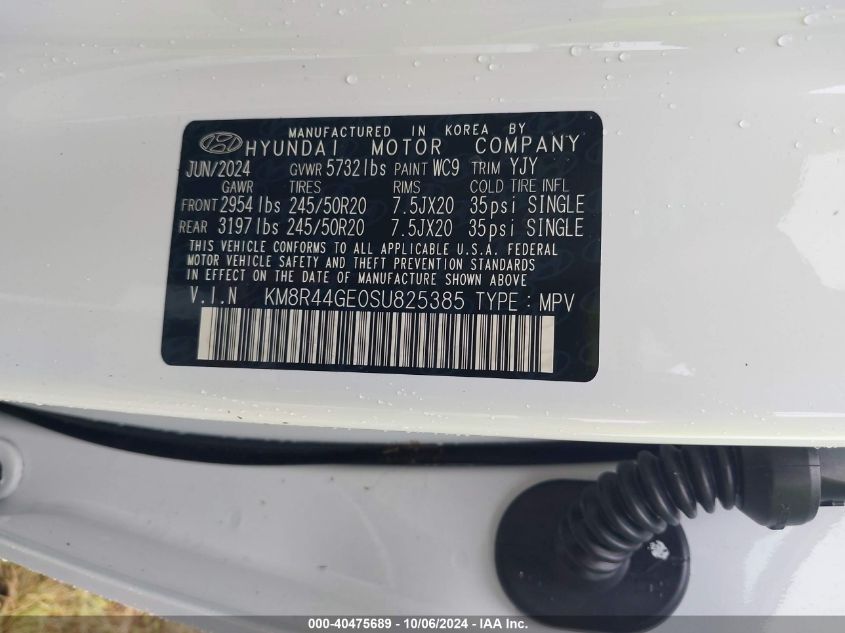 MANUFACTURED IN KOREA BY
HYUNDAI MOTOR COMPANY
JUN/2024 GVWR 5732lbs PAINT WC9 TRIM YJY
GAWR TIRES RIMS COLD TIRE INFL
FRONT 2954lbs 245/50R20 7.5JX20 35psi SINGLE
REAR 3197lbs 245/50R20 7.5JX20 35psi SINGLE
THIS VEHICLE CONFORMS TO ALL APPLICABLE U.S.A. FEDERAL
MOTOR VEHICLE SAFETY AND THEFT PREVENTION STANDARDS
IN EFFECT ON THE DATE OF MANUFACTURE SHOWN ABOVE
V.I.N KM8R44GE0SU825385 TYPE : MPV
000-40475689 - 10/06/2024 - IAA Inc.